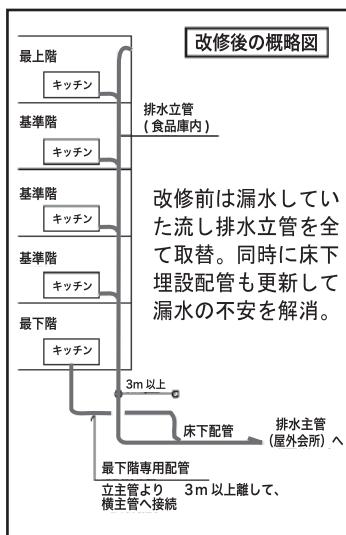 改修後の概略図
最上階
キッチン
排水立管
(食品庫内)
基準階
キッチン
基準階
キッチン
基準階
キッチン
最下階
キッチン
改修前は漏水してい
た流し排水立管を全
て取替。同時に床下
埋設配管も更新して
漏水の不安を解消。
3m以上
床下配管
排水主管
(屋外会所)へ
最下階専用配管
立主管より 3m以上離して、
横主管へ接続